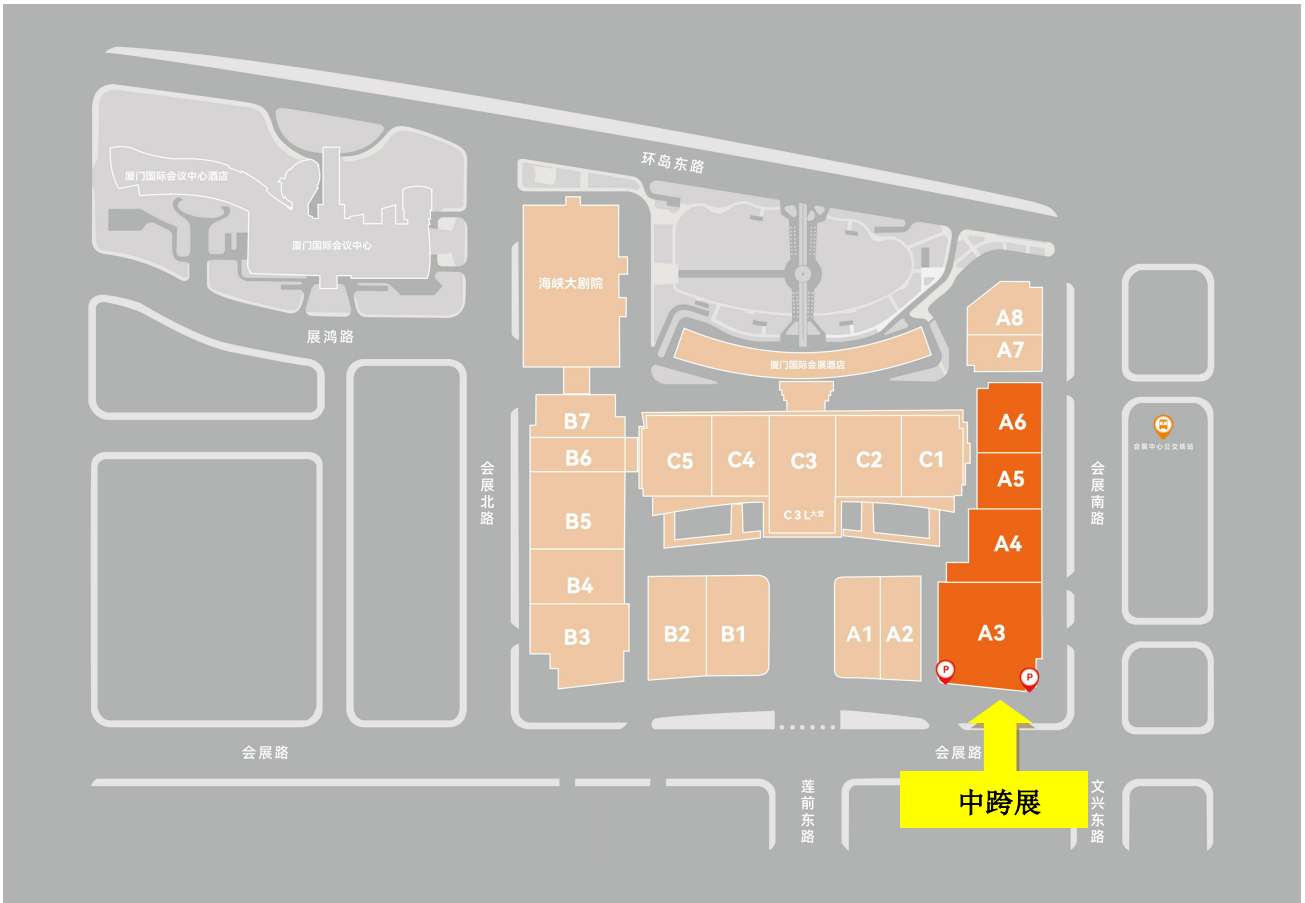 环岛东路
厦门国际会议中心酒店
厦门国际会议中心
海峡大剧院
展鸿路
厦门国际会展酒店
A8
A7
A6
A5
A4
A3
会展中心公交场站
B7
B6
B5
B4
B3
C5
C4
C3
C2
C1
C3L大堂
会展北路
会展南路
B2
B1
A1
A2
P
P
会展路
会展路
莲前东路
中跨展
文兴东路